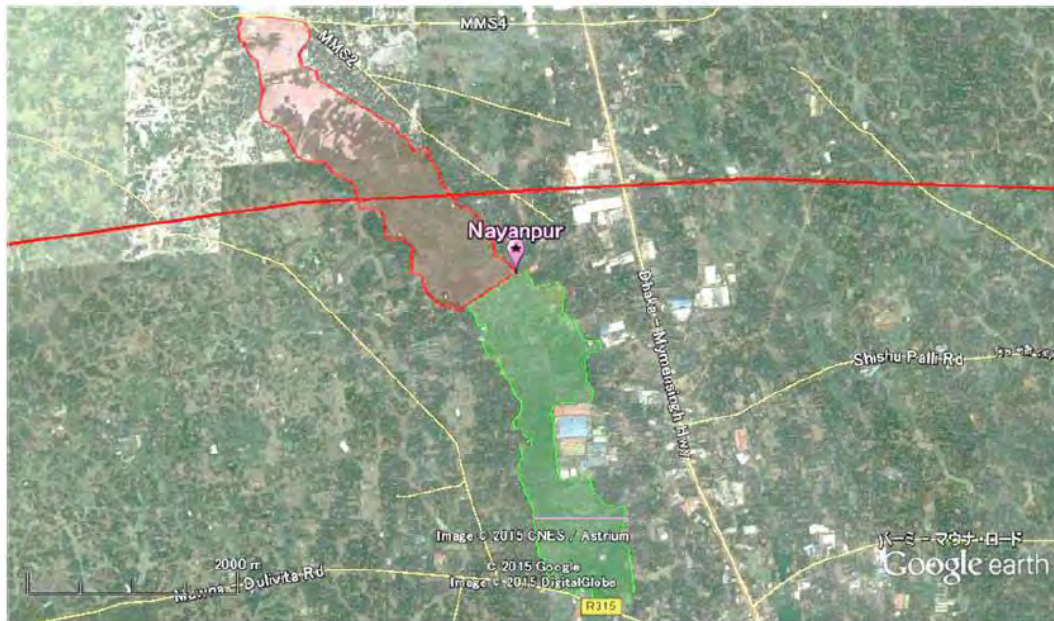 MMS4
MMS2
Nayanpur
Dhaka - Mymensingh Hwy
Shishu Palli Rd
Image © 2015 CNES / Astrium
バーミー・マウナ・ロード
2000 m
© 2015 Google
Google earth
Image © 2015 DigitalGlobe
Mawna - Dulivita Rd
R315